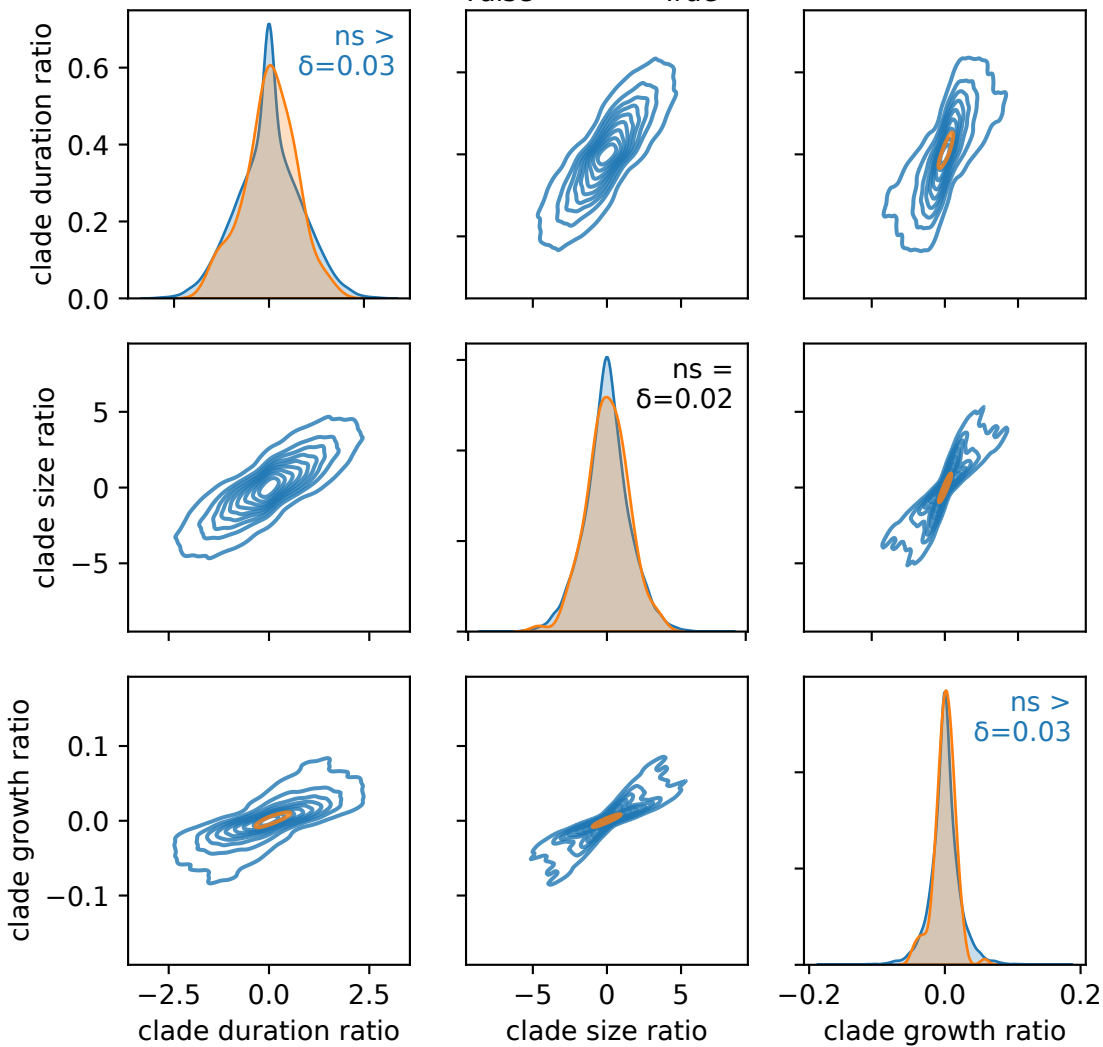 clade duration ratio
0.6
0.4
0.2
0.0
ns >
δ=0.03
clade size ratio
5
0
−5
ns =
δ=0.02
clade growth ratio
0.1
0.0
−0.1
ns >
δ=0.03
−2.5 0.0 2.5
−5 0 5
−0.2 0.0 0.2
clade duration ratio
clade size ratio
clade growth ratio